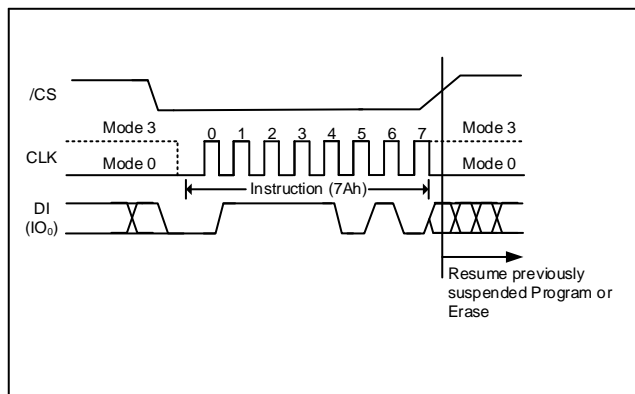 /CS
Mode 3
0 1 2 3 4 5 6 7
Mode 3
CLK
Mode 0
Mode 0
Instruction (7Ah)
DI
(IO₀)
Resume previously
suspended Program or
Erase